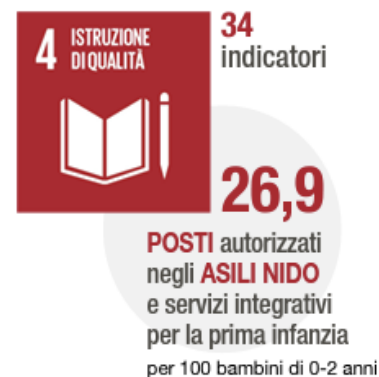 4 ISTRUZIONE
DI QUALITÀ
34
indicatori
26,9
POSTI autorizzati
negli ASILI NIDO
e servizi integrativi
per la prima infanzia
per 100 bambini di 0-2 anni